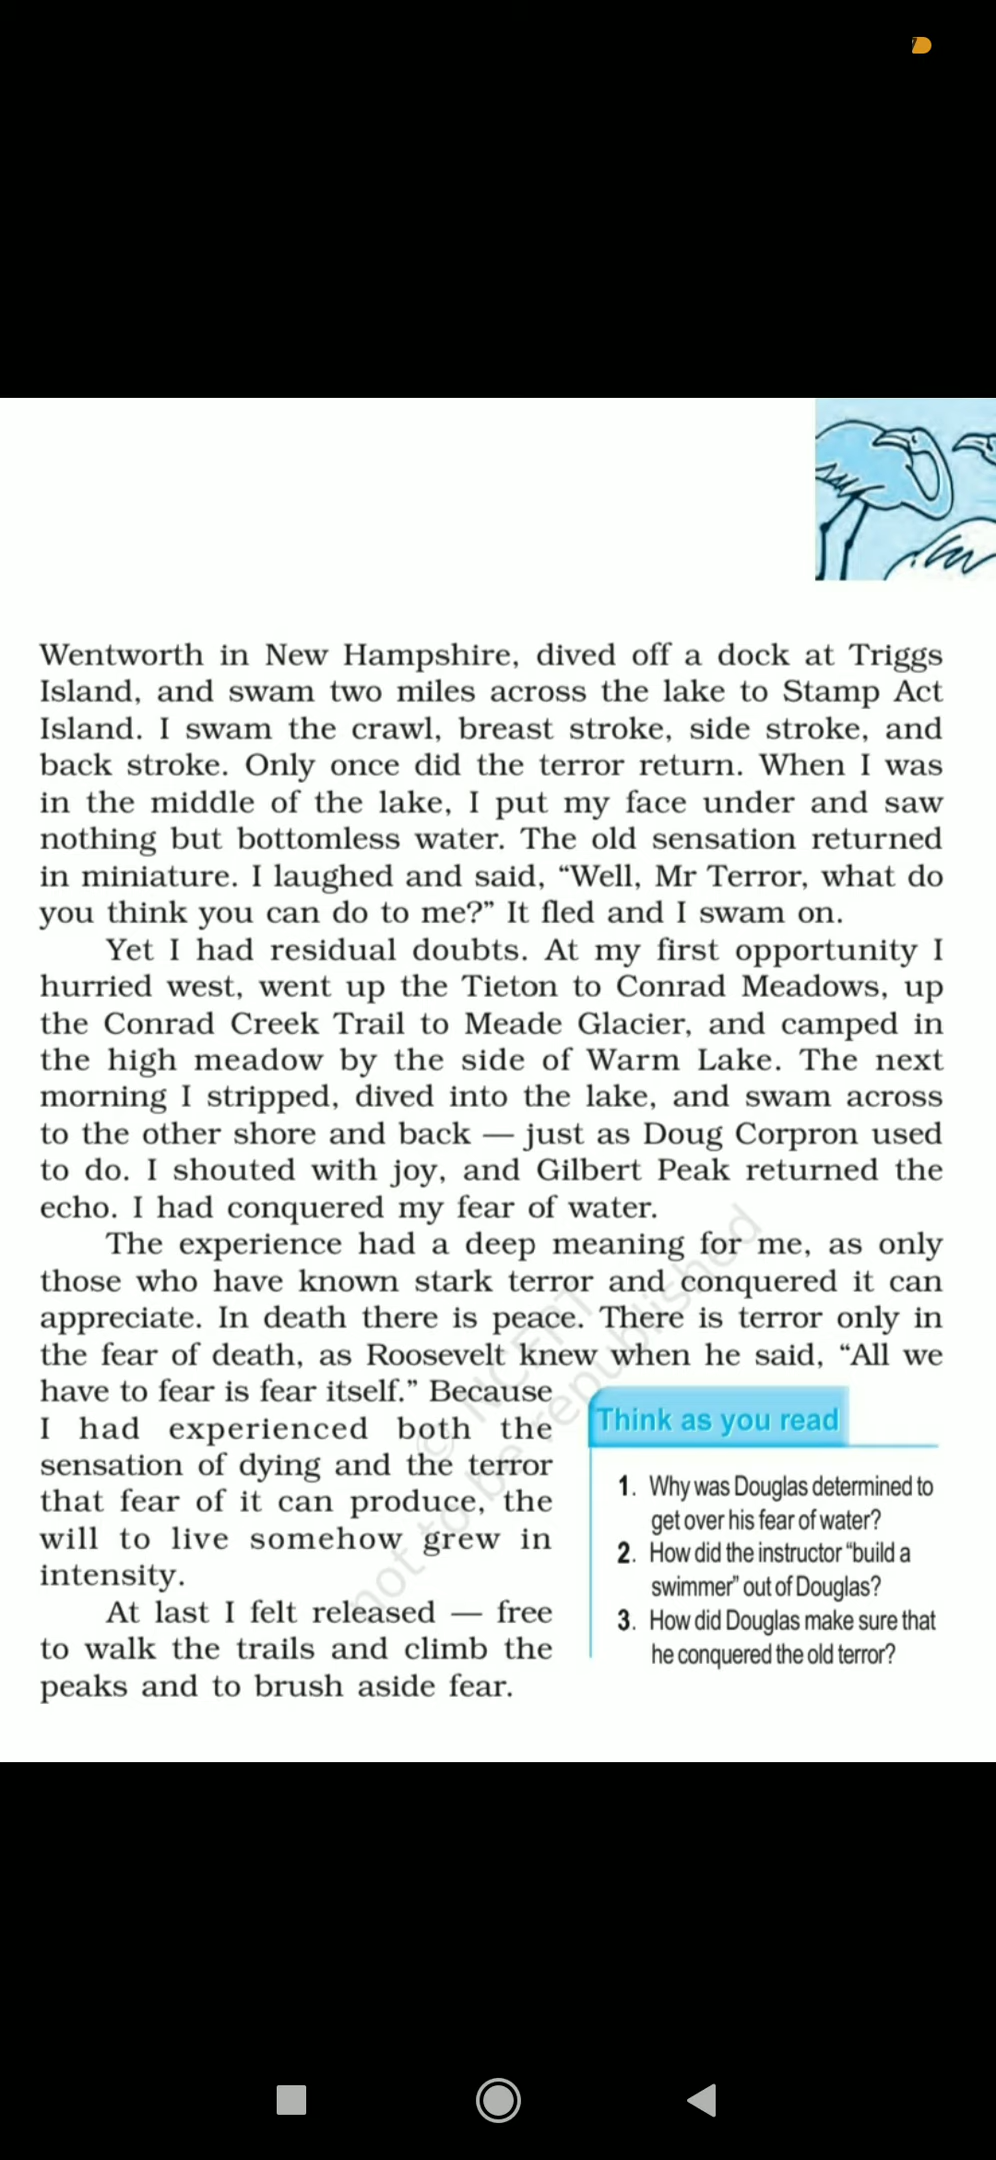 Wentworth in New Hampshire, dived off a dock at Triggs
Island, and swam two miles across the lake to Stamp Act
Island. I swam the crawl, breast stroke, side stroke, and
back stroke. Only once did the terror return. When I was
in the middle of the lake, I put my face under and saw
nothing but bottomless water. The old sensation returned
in miniature. I laughed and said, “Well, Mr Terror, what do
you think you can do to me?” It fled and I swam on.
Yet I had residual doubts. At my first opportunity I
hurried west, went up the Tieton to Conrad Meadows, up
the Conrad Creek Trail to Meade Glacier, and camped in
the high meadow by the side of Warm Lake. The next
morning I stripped, dived into the lake, and swam across
to the other shore and back — just as Doug Corpron used
to do. I shouted with joy, and Gilbert Peak returned the
echo. I had conquered my fear of water.
The experience had a deep meaning for me, as only
those who have known stark terror and conquered it can
appreciate. In death there is peace. There is terror only in
the fear of death, as Roosevelt knew when he said, “All we
have to fear is fear itself.” Because
I had experienced both the
sensation of dying and the terror
that fear of it can produce, the
will to live somehow grew in
intensity.
At last I felt released — free
to walk the trails and climb the
peaks and to brush aside fear.
Think as you read
1. Why was Douglas determined to
get over his fear of water?
2. How did the instructor “build a
swimmer” out of Douglas?
3. How did Douglas make sure that
he conquered the old terror?
© NCERT
not to be republished